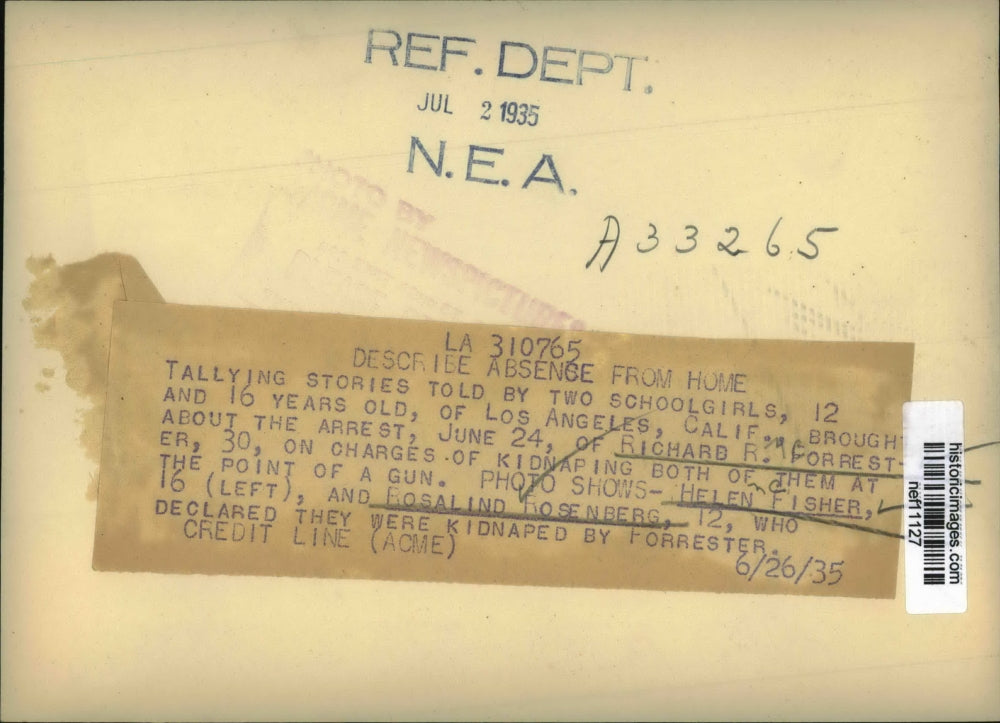 REF. DEPT.
JUL 2 1935
N.E.A.
PHOTO BY
ACME NEWSPICTURES
A33265
LA 310765
DESCRIBE ABSENCE FROM HOME
TALLYING STORIES TOLD BY TWO SCHOOLGIRLS, 12
AND 16 YEARS OLD, OF LOS ANGELES, CALIF., BROUGHT
ABOUT THE ARREST, JUNE 24, OF RICHARD R. FORREST-
ER, 30, ON CHARGES OF KIDNAPING BOTH OF THEM AT
THE POINT OF A GUN. PHOTO SHOWS- HELEN FISHER,
16 (LEFT), AND ROSALIND ROSENBERG, 12, WHO
DECLARED THEY WERE KIDNAPED BY FORRESTER.
CREDIT LINE (ACME)
6/26/35
historicimages.com
nef11127